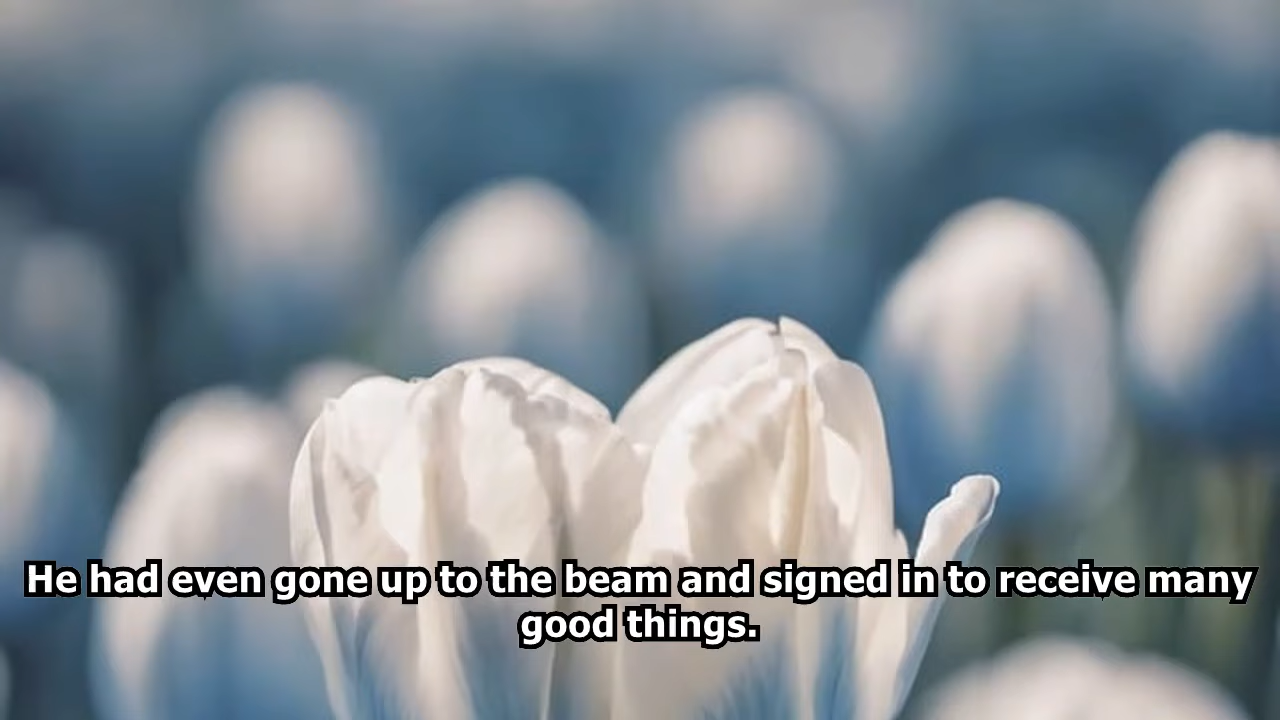 He had even gone up to the beam and signed in to receive many
good things.